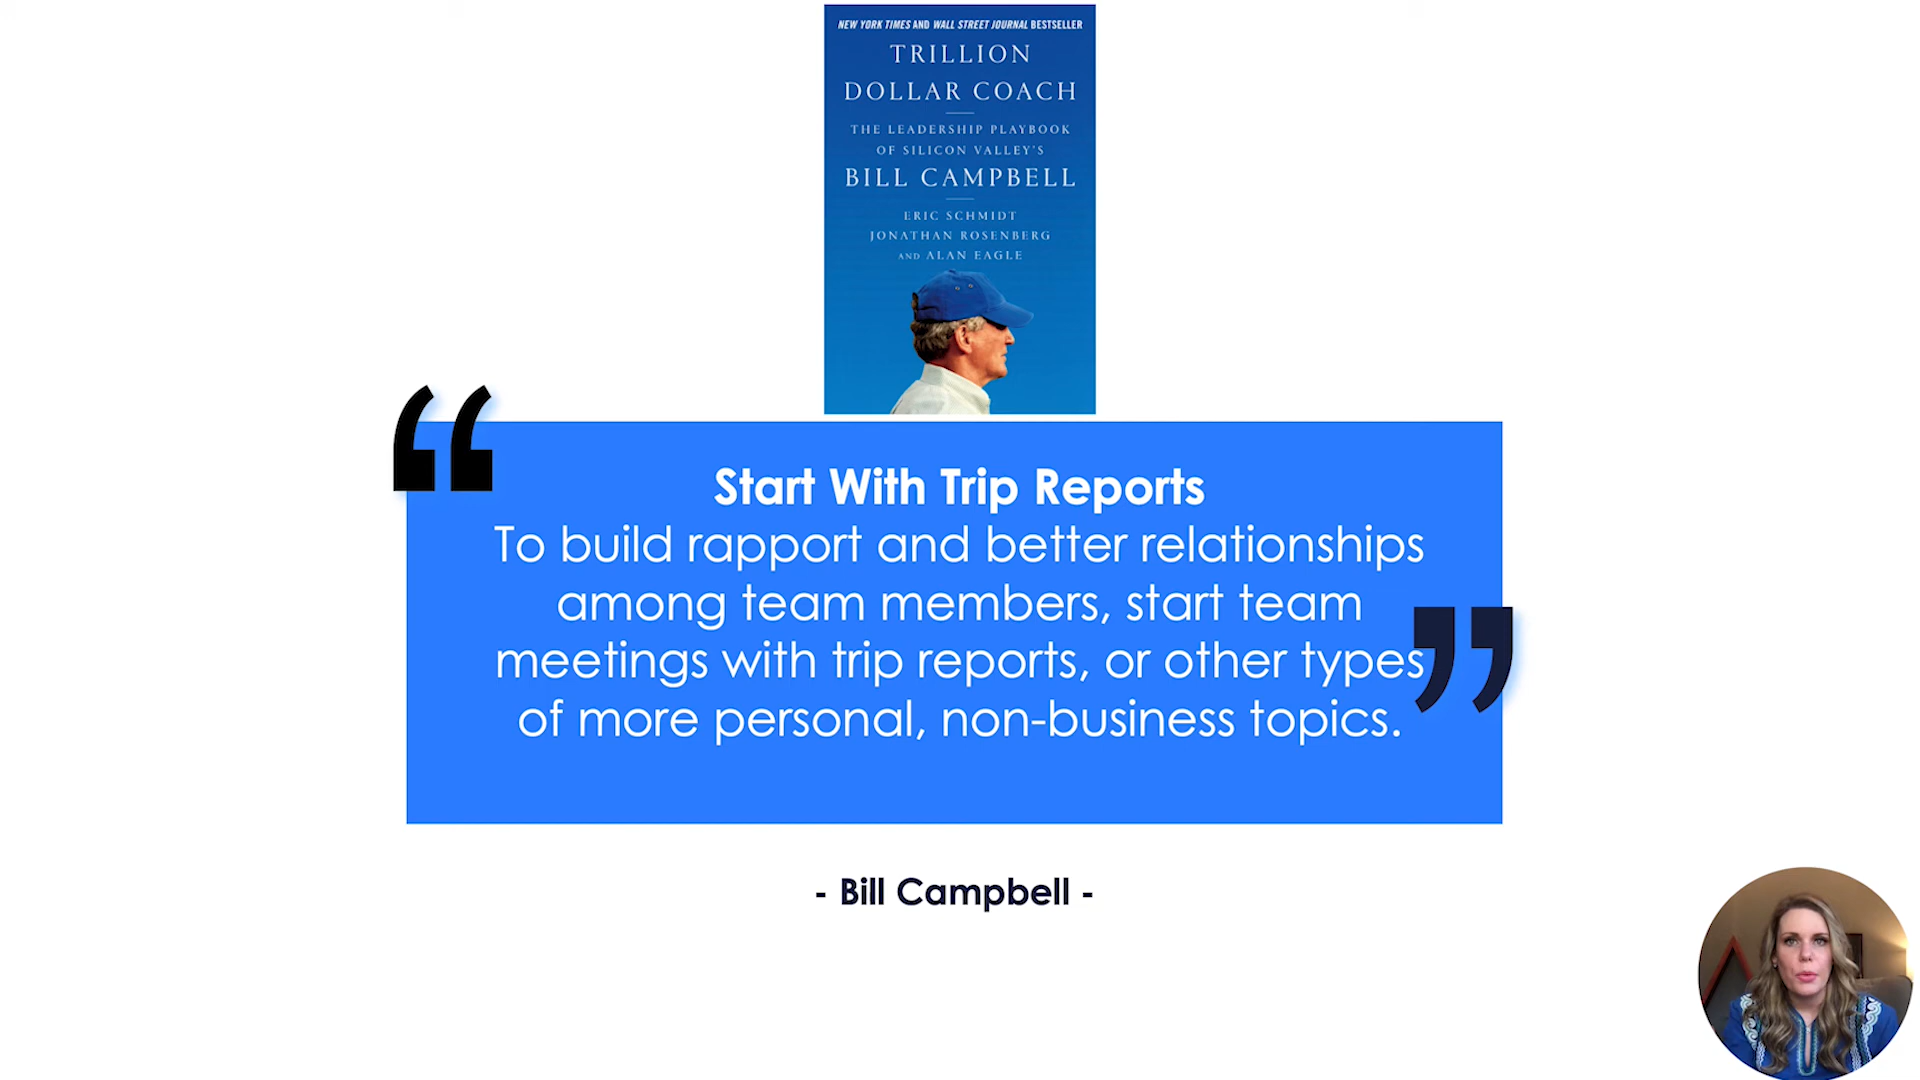 NEW YORK TIMES AND WALL STREET JOURNAL BESTSELLER
TRILLION
DOLLAR COACH
THE LEADERSHIP PLAYBOOK
OF SILICON VALLEY'S
BILL CAMPBELL
ERIC SCHMIDT
JONATHAN ROSENBERG
AND ALAN EAGLE
“
Start With Trip Reports
To build rapport and better relationships
among team members, start team
meetings with trip reports, or other types
of more personal, non-business topics.
”
- Bill Campbell -